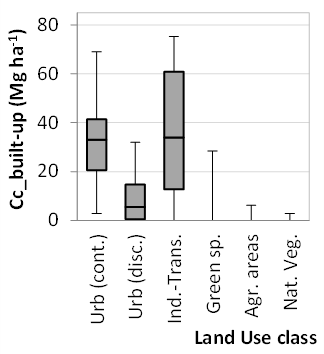 Cc_built-up (Mg ha-1)
80
60
40
20
0
Urb (cont.)
Urb (disc.)
Ind.-Trans.
Green sp.
Agr. areas
Nat. Veg.
Land Use class